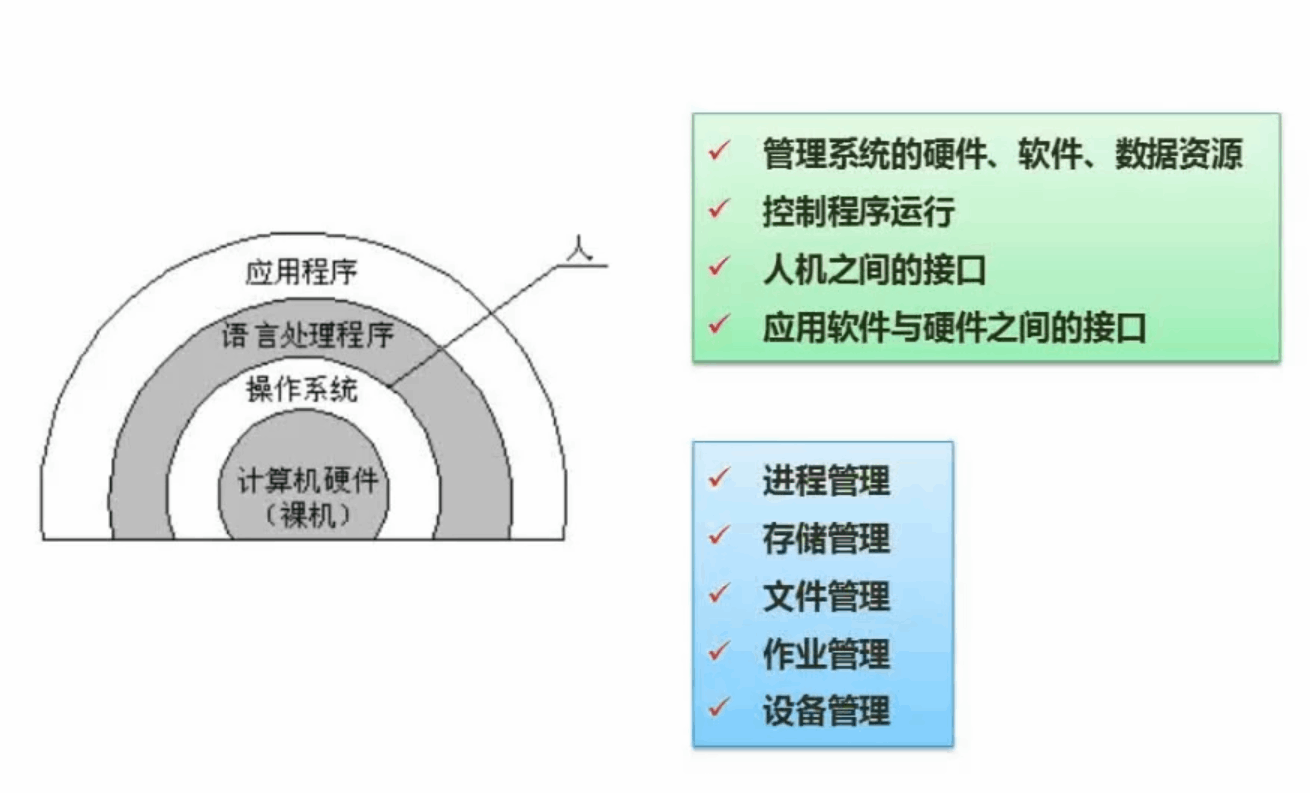 人
应用程序
语言处理程序
操作系统
计算机硬件
（裸机）
管理系统的硬件、软件、数据资源
控制程序运行
人机之间的接口
应用软件与硬件之间的接口
进程管理
存储管理
文件管理
作业管理
设备管理